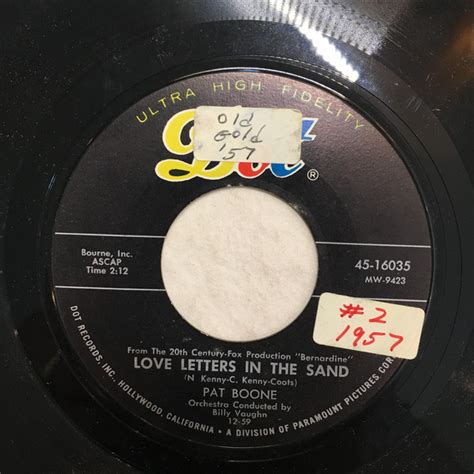 ULTRA HIGH FIDELITY
Old
Gold
'57
Dot
®
Bourne, Inc.
ASCAP
Time 2:12
45-16035
MW-9423
#2
1957
From The 20th Century-Fox Production "Bernardine"
LOVE LETTERS IN THE SAND
(N Kenny-C. Kenny-Coots)
PAT BOONE
Orchestra Conducted by
Billy Vaughn
12-59
DOT RECORDS, INC. HOLLYWOOD, CALIFORNIA • A DIVISION OF PARAMOUNT PICTURES CORP